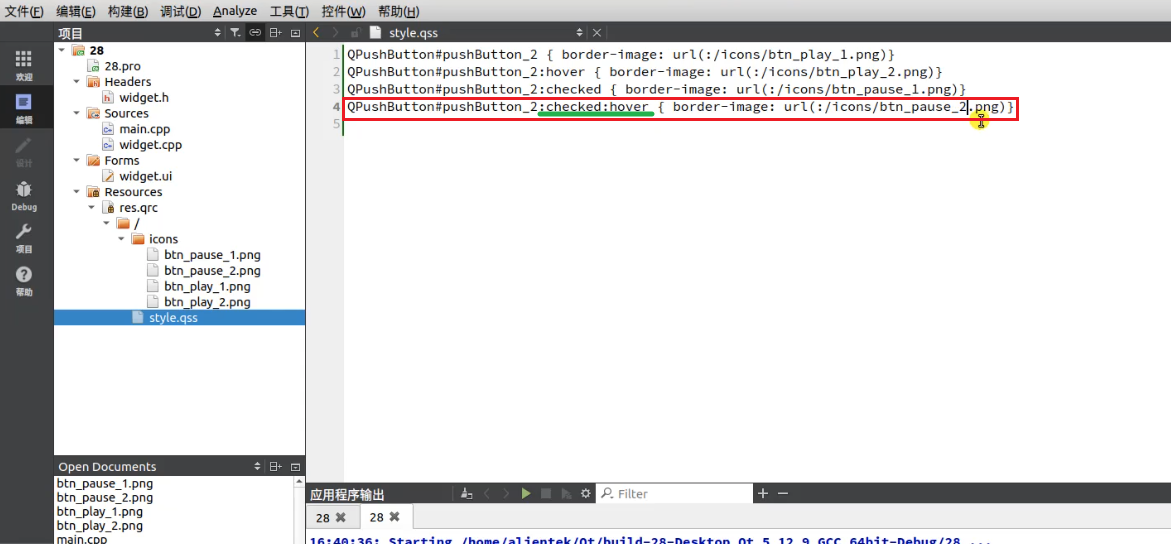 文件(F) 编辑(E) 构建(B) 调试(D) Analyze 工具(T) 控件(W) 帮助(H)
项目
style.qss
欢迎
编辑
设计
Debug
项目
帮助
28
28.pro
Headers
widget.h
Sources
main.cpp
widget.cpp
Forms
widget.ui
Resources
res.qrc
/
icons
btn_pause_1.png
btn_pause_2.png
btn_play_1.png
btn_play_2.png
style.qss
1 QPushButton#pushButton_2 { border-image: url(:/icons/btn_play_1.png)}
2 QPushButton#pushButton_2:hover { border-image: url(:/icons/btn_play_2.png)}
3 QPushButton#pushButton_2:checked { border-image: url(:/icons/btn_pause_1.png)}
4 QPushButton#pushButton_2:checked:hover { border-image: url(:/icons/btn_pause_2.png)}
5
Open Documents
btn_pause_1.png
btn_pause_2.png
btn_play_1.png
btn_play_2.png
main.cpp
应用程序输出
Filter
28
28
16:40:36: Starting /home/alientek/Qt/build-28-Desktop_Qt_5_12_9_GCC_64bit-Debug/28 ...